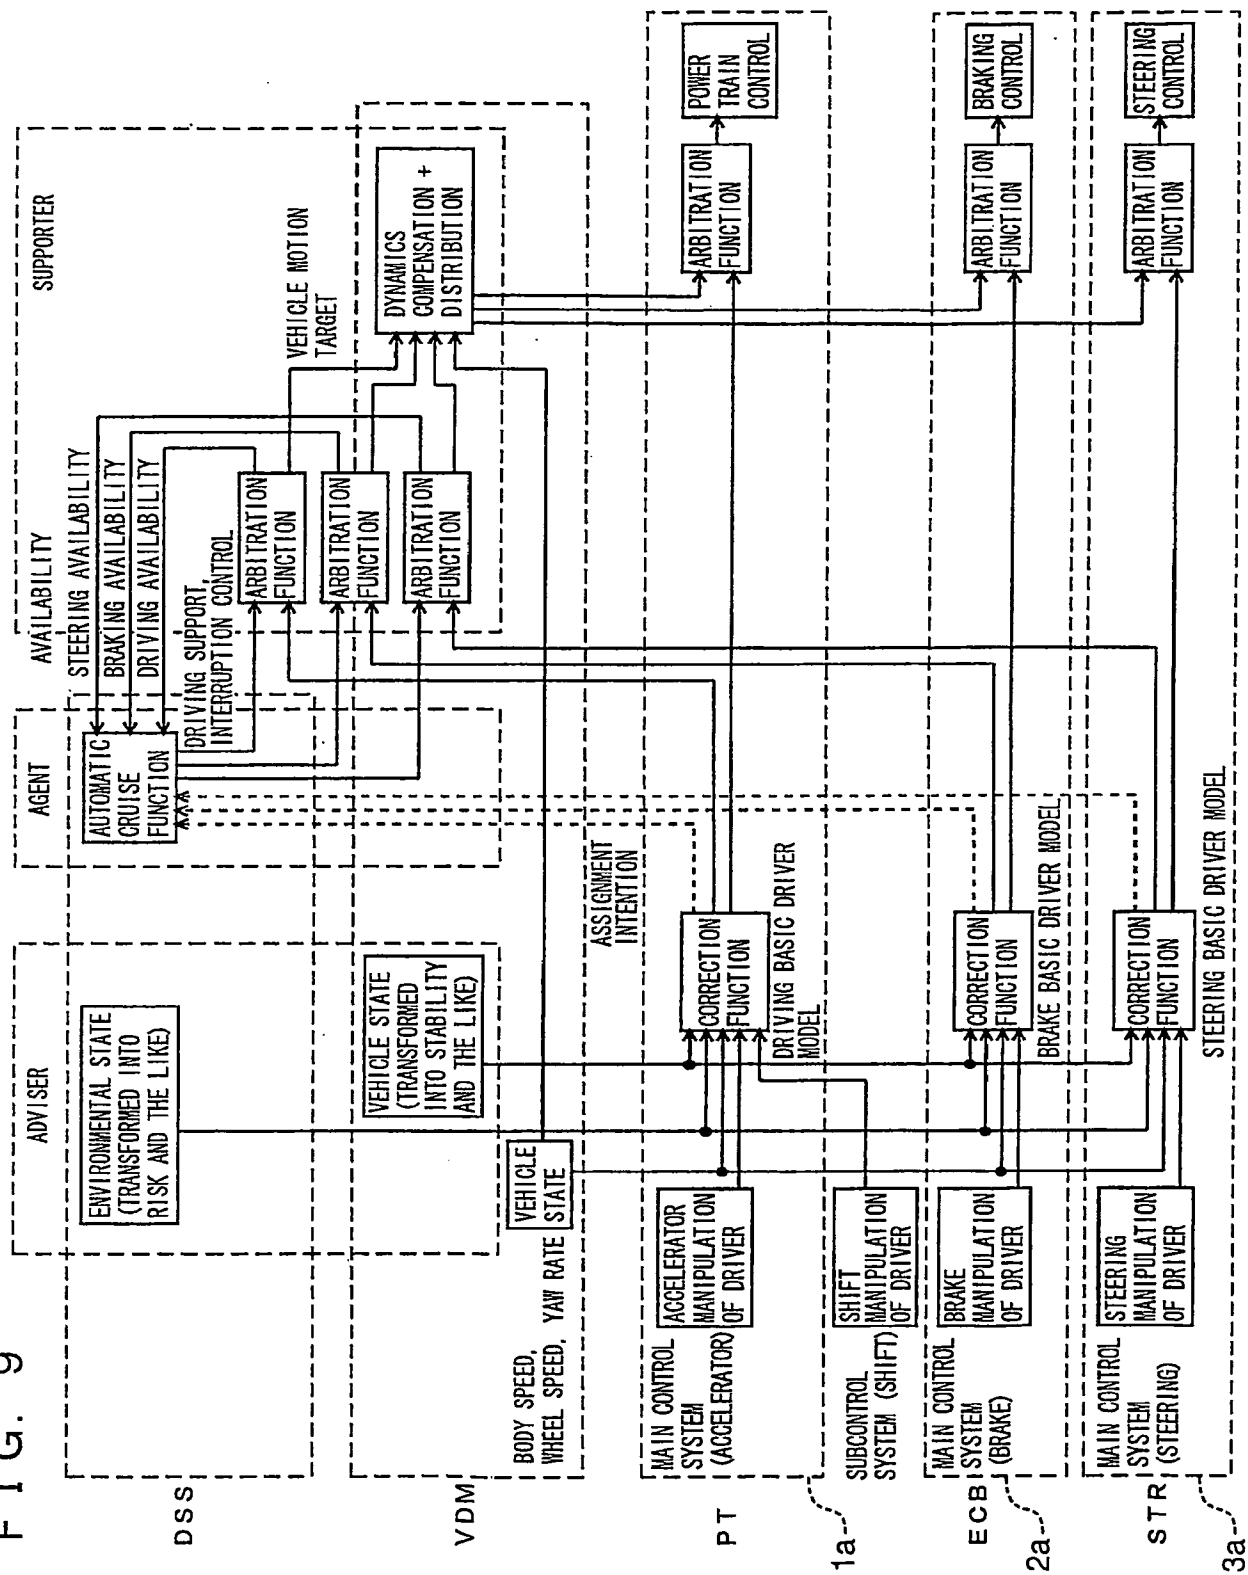 FIG. 9
DSS
VDM
PT
ECB
STR
1a
2a
3a
ADVISER
AGENT
SUPPORTER
ENVIRONMENTAL STATE
(TRANSFORMED INTO
RISK AND THE LIKE)
AUTOMATIC
CRUISE
FUNCTION
AVAILABILITY
STEERING AVAILABILITY
BRAKING AVAILABILITY
DRIVING AVAILABILITY
DRIVING SUPPORT,
INTERRUPTION CONTROL
ARBITRATION
FUNCTION
ARBITRATION
FUNCTION
ARBITRATION
FUNCTION
VEHICLE MOTION
TARGET
DYNAMICS
COMPENSATION +
DISTRIBUTION
VEHICLE STATE
(TRANSFORMED
INTO STABILITY
AND THE LIKE)
BODY SPEED,
WHEEL SPEED, YAW RATE
VEHICLE
STATE
ASSIGNMENT
INTENTION
MAIN CONTROL
SYSTEM
(ACCELERATOR)
ACCELERATOR
MANIPULATION
OF DRIVER
CORRECTION
FUNCTION
DRIVING BASIC DRIVER
MODEL
ARBITRATION
FUNCTION
POWER
TRAIN
CONTROL
SUBCONTROL
SYSTEM (SHIFT)
SHIFT
MANIPULATION
OF DRIVER
MAIN CONTROL
SYSTEM
(BRAKE)
BRAKE
MANIPULATION
OF DRIVER
CORRECTION
FUNCTION
BRAKE BASIC DRIVER MODEL
ARBITRATION
FUNCTION
BRAKING
CONTROL
MAIN CONTROL
SYSTEM
(STEERING)
STEERING
MANIPULATION
OF DRIVER
CORRECTION
FUNCTION
STEERING BASIC DRIVER MODEL
ARBITRATION
FUNCTION
STEERING
CONTROL